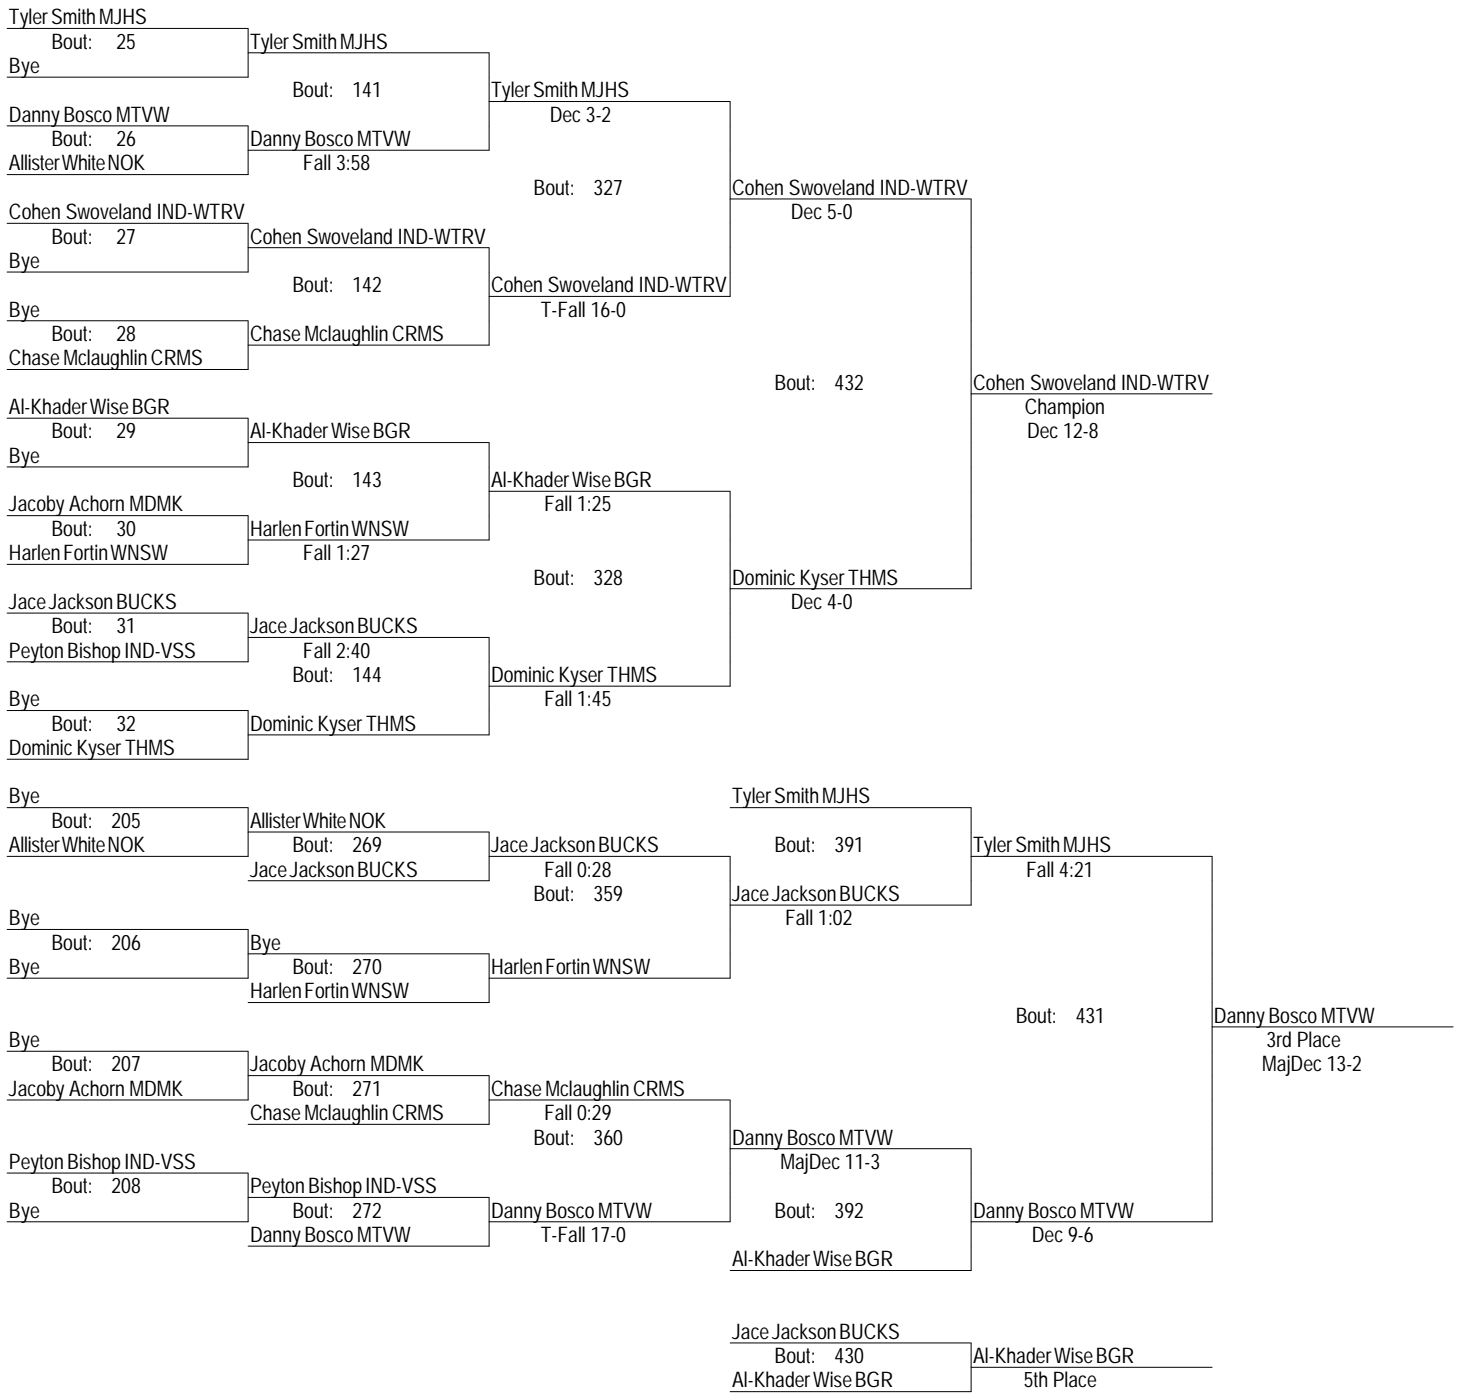 Tyler Smith MJHS
Bout: 25
Tyler Smith MJHS
Bye
Bout: 141
Tyler Smith MJHS
Danny Bosco MTVW
Dec 3-2
Bout: 26
Danny Bosco MTVW
Allister White NOK
Fall 3:58
Bout: 327
Cohen Swoveland IND-WTRV
Cohen Swoveland IND-WTRV
Dec 5-0
Bout: 27
Cohen Swoveland IND-WTRV
Bye
Bout: 142
Cohen Swoveland IND-WTRV
Bye
T-Fall 16-0
Bout: 28
Chase Mclaughlin CRMS
Chase Mclaughlin CRMS
Bout: 432
Cohen Swoveland IND-WTRV
Al-Khader Wise BGR
Champion
Bout: 29
Al-Khader Wise BGR
Dec 12-8
Bye
Bout: 143
Al-Khader Wise BGR
Jacoby Achorn MDMK
Fall 1:25
Bout: 30
Harlen Fortin WNSW
Harlen Fortin WNSW
Fall 1:27
Bout: 328
Dominic Kyser THMS
Jace Jackson BUCKS
Dec 4-0
Bout: 31
Jace Jackson BUCKS
Peyton Bishop IND-VSS
Fall 2:40
Bout: 144
Dominic Kyser THMS
Bye
Fall 1:45
Bout: 32
Dominic Kyser THMS
Dominic Kyser THMS
Bye
Tyler Smith MJHS
Bout: 205
Allister White NOK
Allister White NOK
Bout: 269
Jace Jackson BUCKS
Bout: 391
Tyler Smith MJHS
Jace Jackson BUCKS
Fall 0:28
Fall 4:21
Bout: 359
Jace Jackson BUCKS
Bye
Fall 1:02
Bout: 206
Bye
Bye
Bout: 270
Harlen Fortin WNSW
Harlen Fortin WNSW
Bout: 431
Danny Bosco MTVW
Bye
3rd Place
Bout: 207
Jacoby Achorn MDMK
MajDec 13-2
Jacoby Achorn MDMK
Bout: 271
Chase Mclaughlin CRMS
Chase Mclaughlin CRMS
Fall 0:29
Bout: 360
Danny Bosco MTVW
Peyton Bishop IND-VSS
MajDec 11-3
Bout: 208
Peyton Bishop IND-VSS
Bye
Bout: 272
Danny Bosco MTVW
Bout: 392
Danny Bosco MTVW
Danny Bosco MTVW
T-Fall 17-0
Dec 9-6
Al-Khader Wise BGR
Jace Jackson BUCKS
Bout: 430
Al-Khader Wise BGR
Al-Khader Wise BGR
5th Place